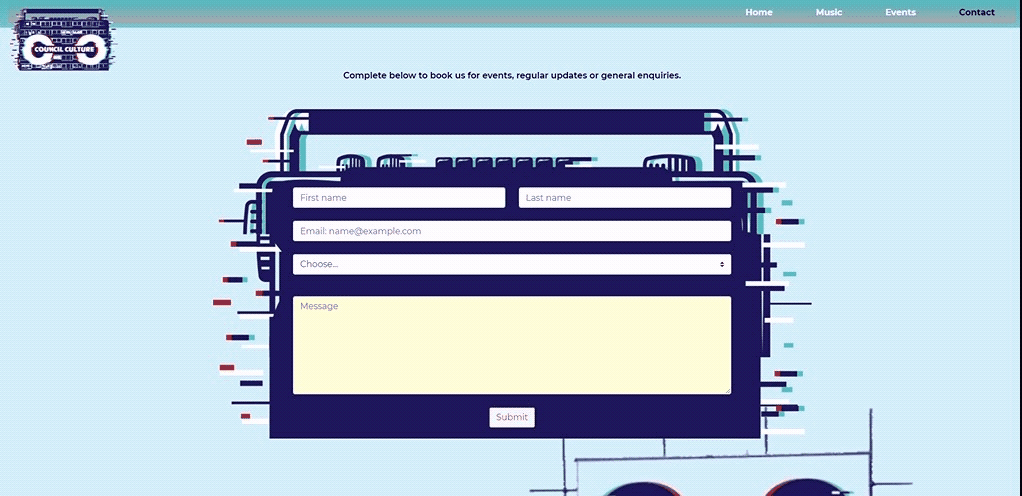 Home Music Events Contact
COUNCIL CULTURE
Complete below to book us for events, regular updates or general enquiries.
First name Last name
Email: name@example.com
Choose...
Message
Submit